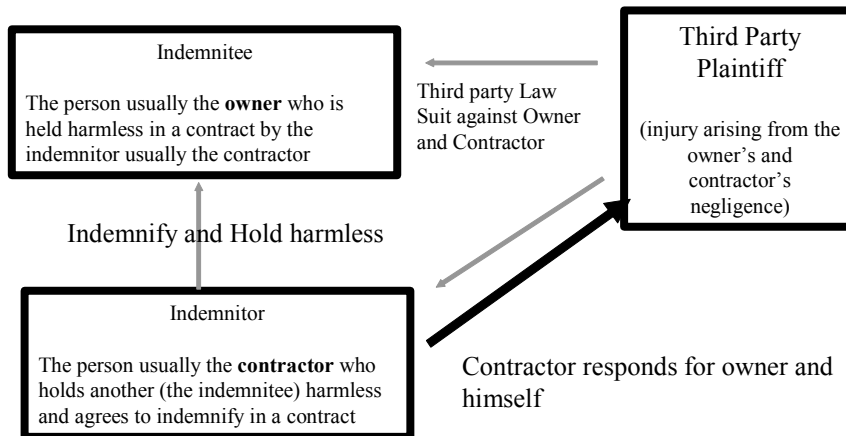 Indemnitee
The person usually the owner who is
held harmless in a contract by the
indemnitor usually the contractor
Third party Law
Suit against Owner
and Contractor
Third Party
Plaintiff
(injury arising from the
owner's and
contractor's
negligence)
Indemnify and Hold harmless
Indemnitor
The person usually the contractor who
holds another (the indemnitee) harmless
and agrees to indemnify in a contract
Contractor responds for owner and
himself